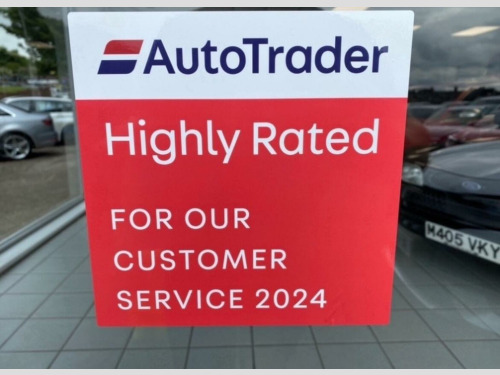 AutoTrader
Highly Rated
FOR OUR
CUSTOMER
SERVICE 2024
M405 VKY